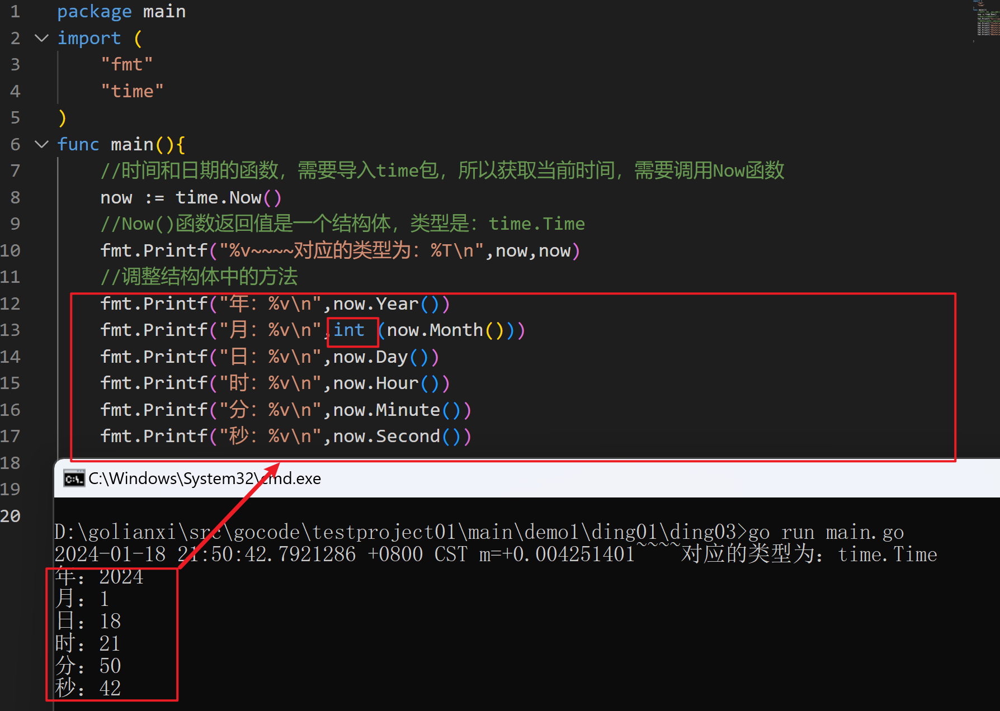 1 package main
2 import (
3 "fmt"
4 "time"
5 )
6 func main(){
7 //时间和日期的函数，需要导入time包，所以获取当前时间，需要调用Now函数
8 now := time.Now()
9 //Now()函数返回值是一个结构体，类型是：time.Time
10 fmt.Printf("%v~~~~对应的类型为：%T\n",now,now)
11 //调整结构体中的方法
12 fmt.Printf("年：%v\n",now.Year())
13 fmt.Printf("月：%v\n",int (now.Month()))
14 fmt.Printf("日：%v\n",now.Day())
15 fmt.Printf("时：%v\n",now.Hour())
16 fmt.Printf("分：%v\n",now.Minute())
17 fmt.Printf("秒：%v\n",now.Second())
18
19
20
C:\Windows\System32\cmd.exe
D:\golianxi\src\gocode\testproject01\main\demo1\ding01\ding03>go run main.go
2024-01-18 21:50:42.7921286 +0800 CST m=+0.004251401~~~~对应的类型为：time.Time
年：2024
月：1
日：18
时：21
分：50
秒：42